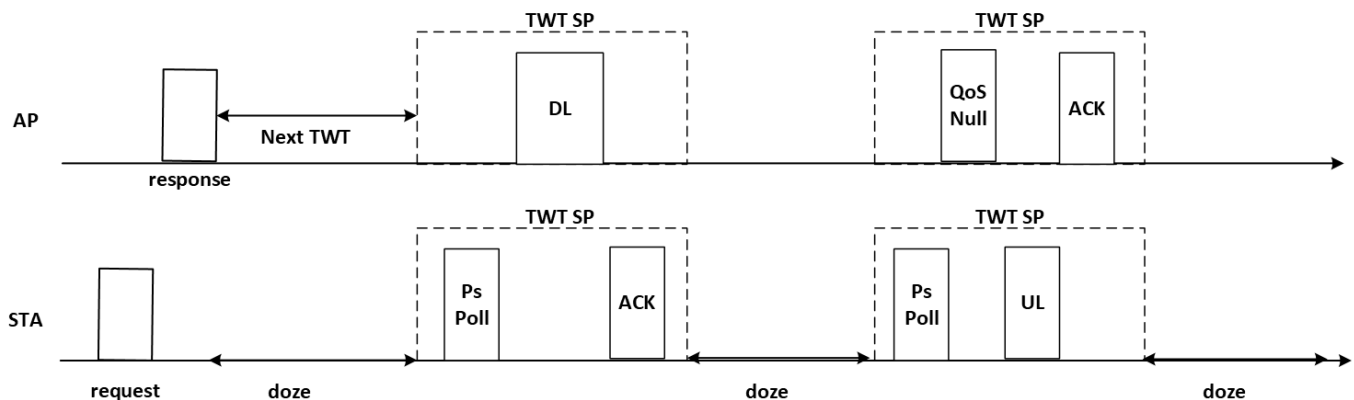 TWT SP
TWT SP
AP
Next TWT
DL
QoS
Null
ACK
response
TWT SP
TWT SP
STA
Ps
Poll
ACK
Ps
Poll
UL
request
doze
doze
doze